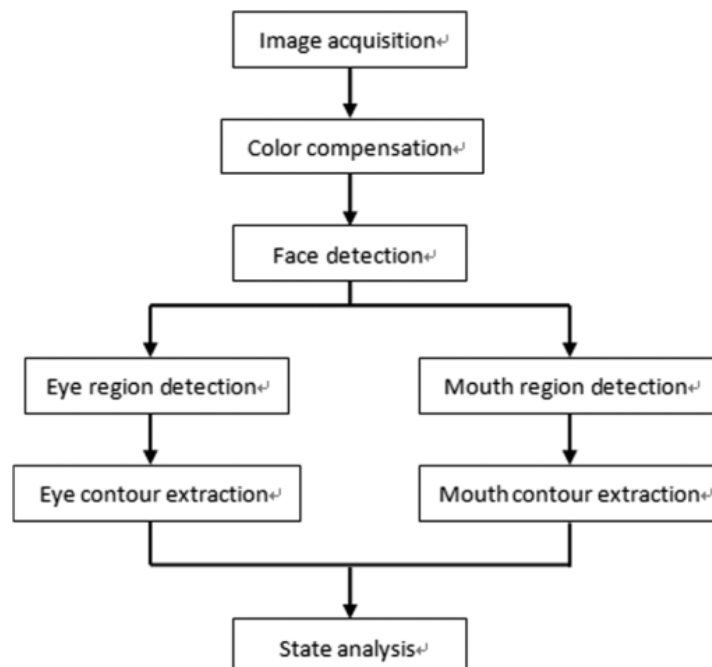 Image acquisition↵
Color compensation↵
Face detection↵
Eye region detection↵
Mouth region detection↵
Eye contour extraction↵
Mouth contour extraction↵
State analysis↵